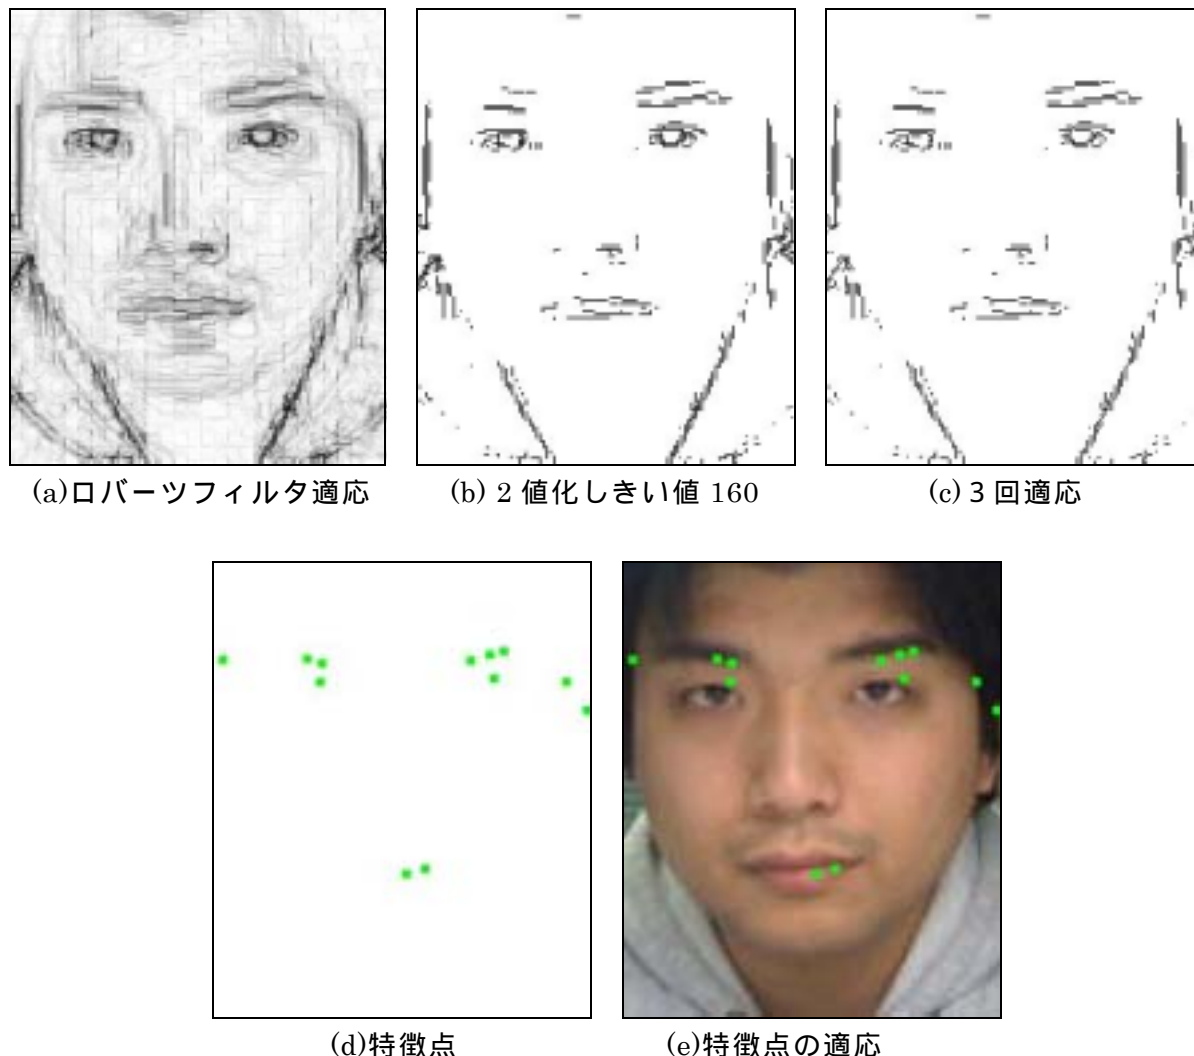 (a)ロバーツフィルタ適応
(b) 2 値化しきい値 160
(c) 3 回適応
(d)特徴点
(e)特徴点の適応